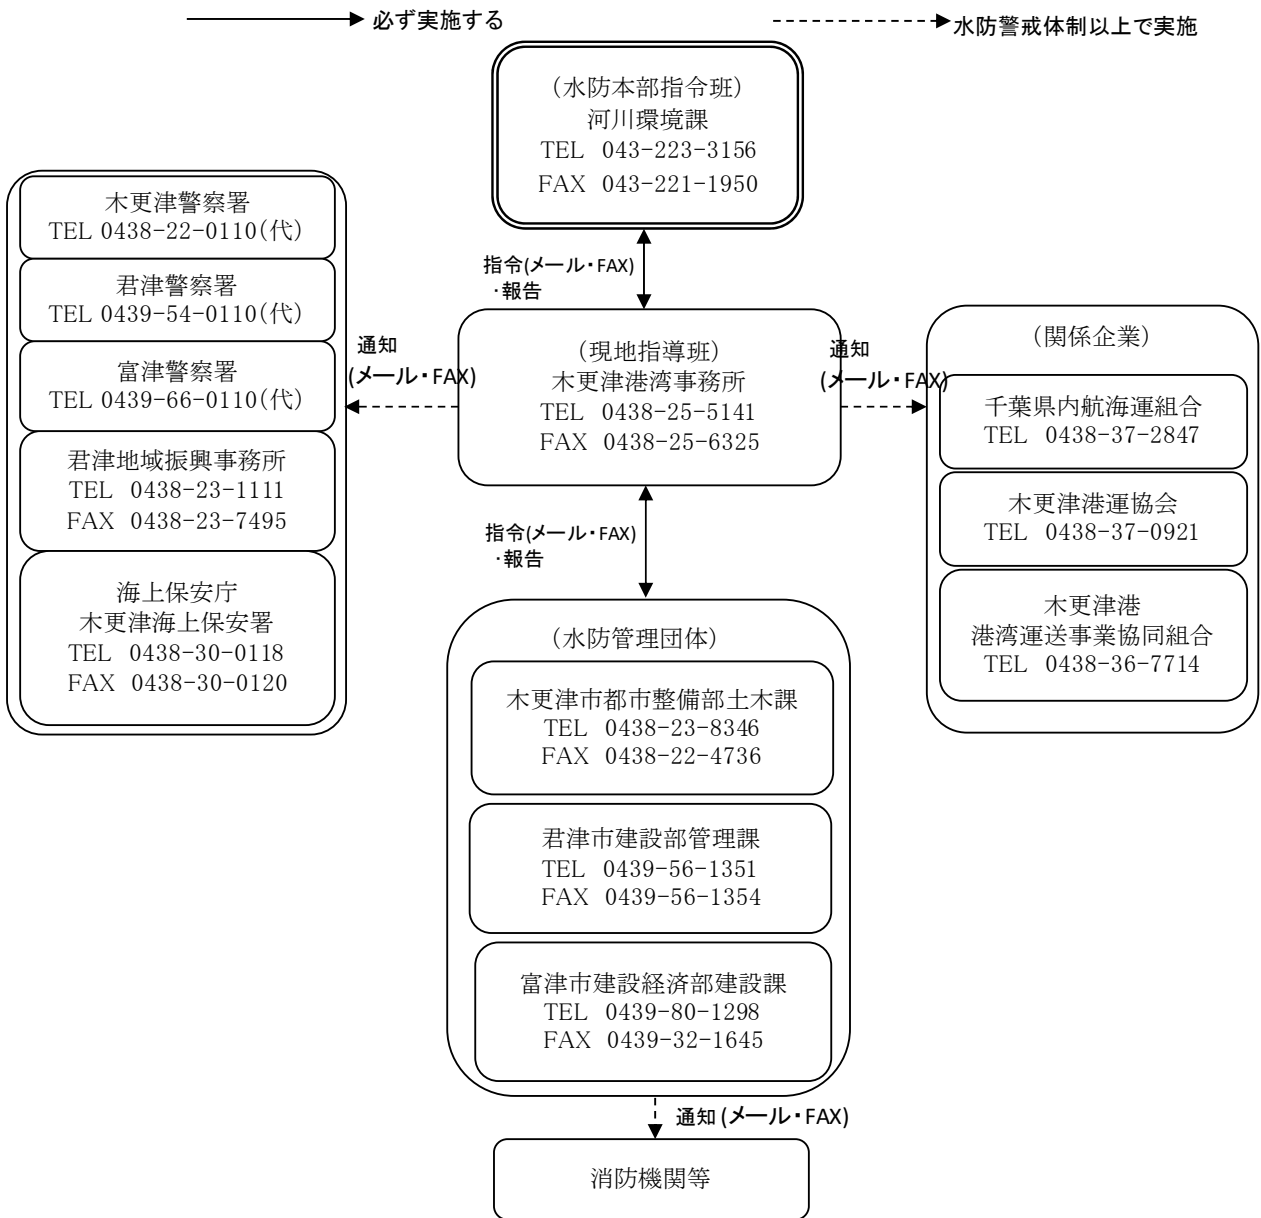 必ず実施する
水防警戒体制以上で実施
(水防本部指令班)
河川環境課
TEL 043-223-3156
FAX 043-221-1950
指令(メール・FAX)
・報告
木更津警察署
TEL 0438-22-0110(代)
君津警察署
TEL 0439-54-0110(代)
富津警察署
TEL 0439-66-0110(代)
君津地域振興事務所
TEL 0438-23-1111
FAX 0438-23-7495
海上保安庁
木更津海上保安署
TEL 0438-30-0118
FAX 0438-30-0120
通知
(メール・FAX)
(現地指導班)
木更津港湾事務所
TEL 0438-25-5141
FAX 0438-25-6325
通知
(メール・FAX)
(関係企業)
千葉県内航海運組合
TEL 0438-37-2847
木更津港運協会
TEL 0438-37-0921
木更津港
港湾運送事業協同組合
TEL 0438-36-7714
指令(メール・FAX)
・報告
(水防管理団体)
木更津市都市整備部土木課
TEL 0438-23-8346
FAX 0438-22-4736
君津市建設部管理課
TEL 0439-56-1351
FAX 0439-56-1354
富津市建設経済部建設課
TEL 0439-80-1298
FAX 0439-32-1645
通知(メール・FAX)
消防機関等